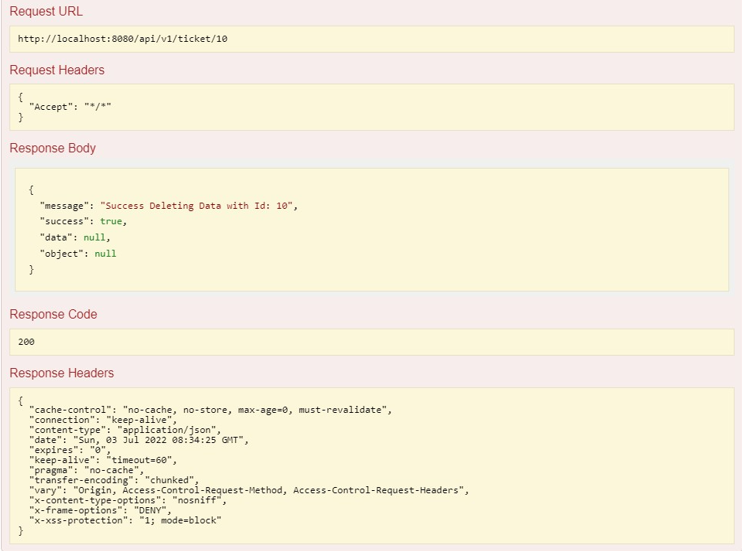 Request URL
http://localhost:8080/api/v1/ticket/10
Request Headers
{
  "Accept": "*/*"
}
Response Body
{
  "message": "Success Deleting Data with Id: 10",
  "success": true,
  "data": null,
  "object": null
}
Response Code
200
Response Headers
{
  "cache-control": "no-cache, no-store, max-age=0, must-revalidate",
  "connection": "keep-alive",
  "content-type": "application/json",
  "date": "Sun, 03 Jul 2022 08:34:25 GMT",
  "expires": "0",
  "keep-alive": "timeout=60",
  "pragma": "no-cache",
  "transfer-encoding": "chunked",
  "vary": "Origin, Access-Control-Request-Method, Access-Control-Request-Headers",
  "x-content-type-options": "nosniff",
  "x-frame-options": "DENY",
  "x-xss-protection": "1; mode=block"
}